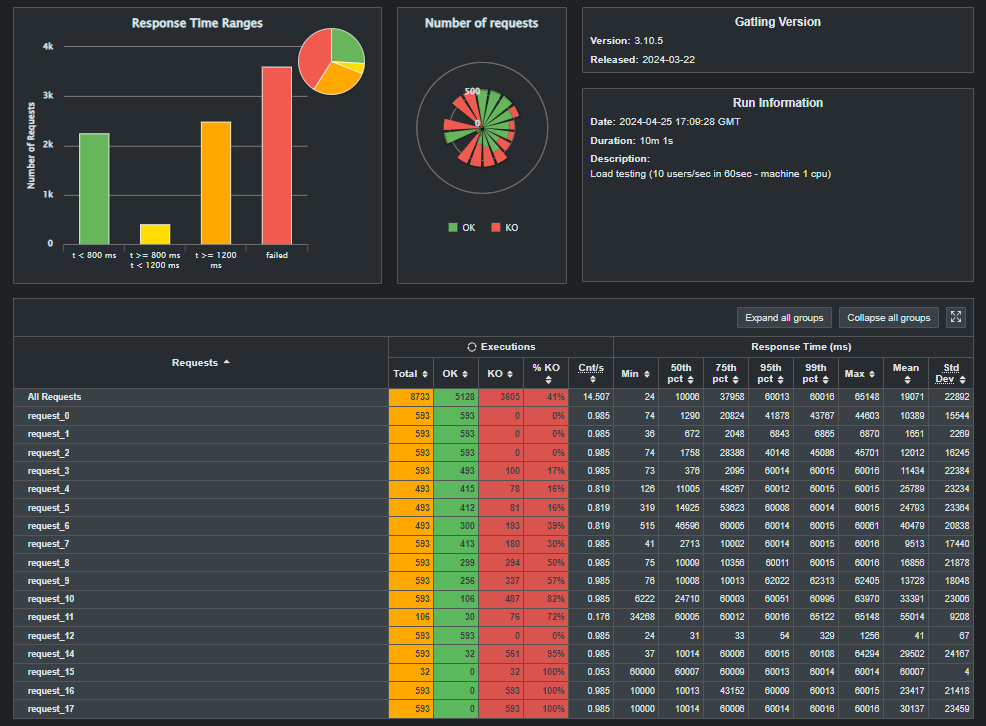 Response Time Ranges
4k
3k
2k
1k
0
Number of Requests
t < 800 ms
t >= 800 ms
t < 1200 ms
t >= 1200
ms
failed
Number of requests
500
0
OK
KO
Gatling Version
Version: 3.10.5
Released: 2024-03-22
Run Information
Date: 2024-04-25 17:09:28 GMT
Duration: 10m 1s
Description:
Load testing (10 users/sec in 60sec - machine 1 cpu)
Expand all groups Collapse all groups
Requests Executions Response Time (ms)
Total OK KO % KO Cnt/s Min 50th pct 75th pct 95th pct 99th pct Max Mean Std Dev
All Requests 8733 5128 3605 41% 14.507 24 10006 37958 60013 60016 65148 19071 22892
request_0 593 593 0 0% 0.985 74 1290 20824 41878 43767 44603 10389 15544
request_1 593 593 0 0% 0.985 36 672 2048 6843 6865 6870 1651 2269
request_2 593 593 0 0% 0.985 74 1758 28386 40148 45086 45701 12012 16245
request_3 593 493 100 17% 0.985 73 376 2095 60014 60015 60016 11434 22384
request_4 493 415 78 16% 0.819 126 11005 48267 60012 60015 60015 25789 23234
request_5 493 412 81 16% 0.819 319 14925 53623 60008 60014 60015 24793 23364
request_6 493 300 193 39% 0.819 515 46596 60005 60014 60015 60061 40479 20838
request_7 593 413 180 30% 0.985 41 2713 10002 60014 60015 60016 9513 17440
request_8 593 299 294 50% 0.985 75 10009 10356 60011 60015 60016 16856 21878
request_9 593 256 337 57% 0.985 76 10008 10013 62022 62313 62405 13728 18048
request_10 593 106 487 82% 0.985 6222 24710 60003 60051 60995 63970 33391 23006
request_11 106 30 76 72% 0.176 34268 60005 60012 60016 65122 65148 55014 9208
request_12 593 593 0 0% 0.985 24 31 33 54 329 1256 41 67
request_14 593 32 561 95% 0.985 37 10014 60006 60015 60108 64294 29502 24167
request_15 32 0 32 100% 0.053 60000 60007 60009 60013 60014 60014 60007 4
request_16 593 0 593 100% 0.985 10000 10013 43152 60009 60013 60015 23417 21418
request_17 593 0 593 100% 0.985 10000 10014 60006 60014 60016 60016 30137 23459